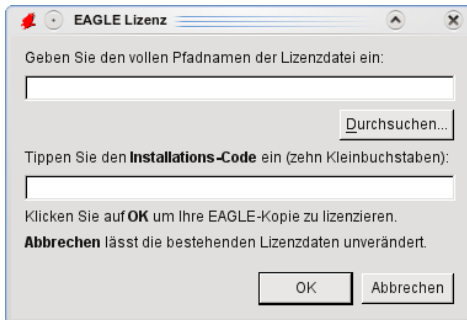 EAGLE Lizenz
Geben Sie den vollen Pfadnamen der Lizenzdatei ein:
Durchsuchen...
Tippen Sie den Installations-Code ein (zehn Kleinbuchstaben):
Klicken Sie auf OK um Ihre EAGLE-Kopie zu lizenzieren.
Abbrechen lässt die bestehenden Lizenzdaten unverändert.
OK Abbrechen